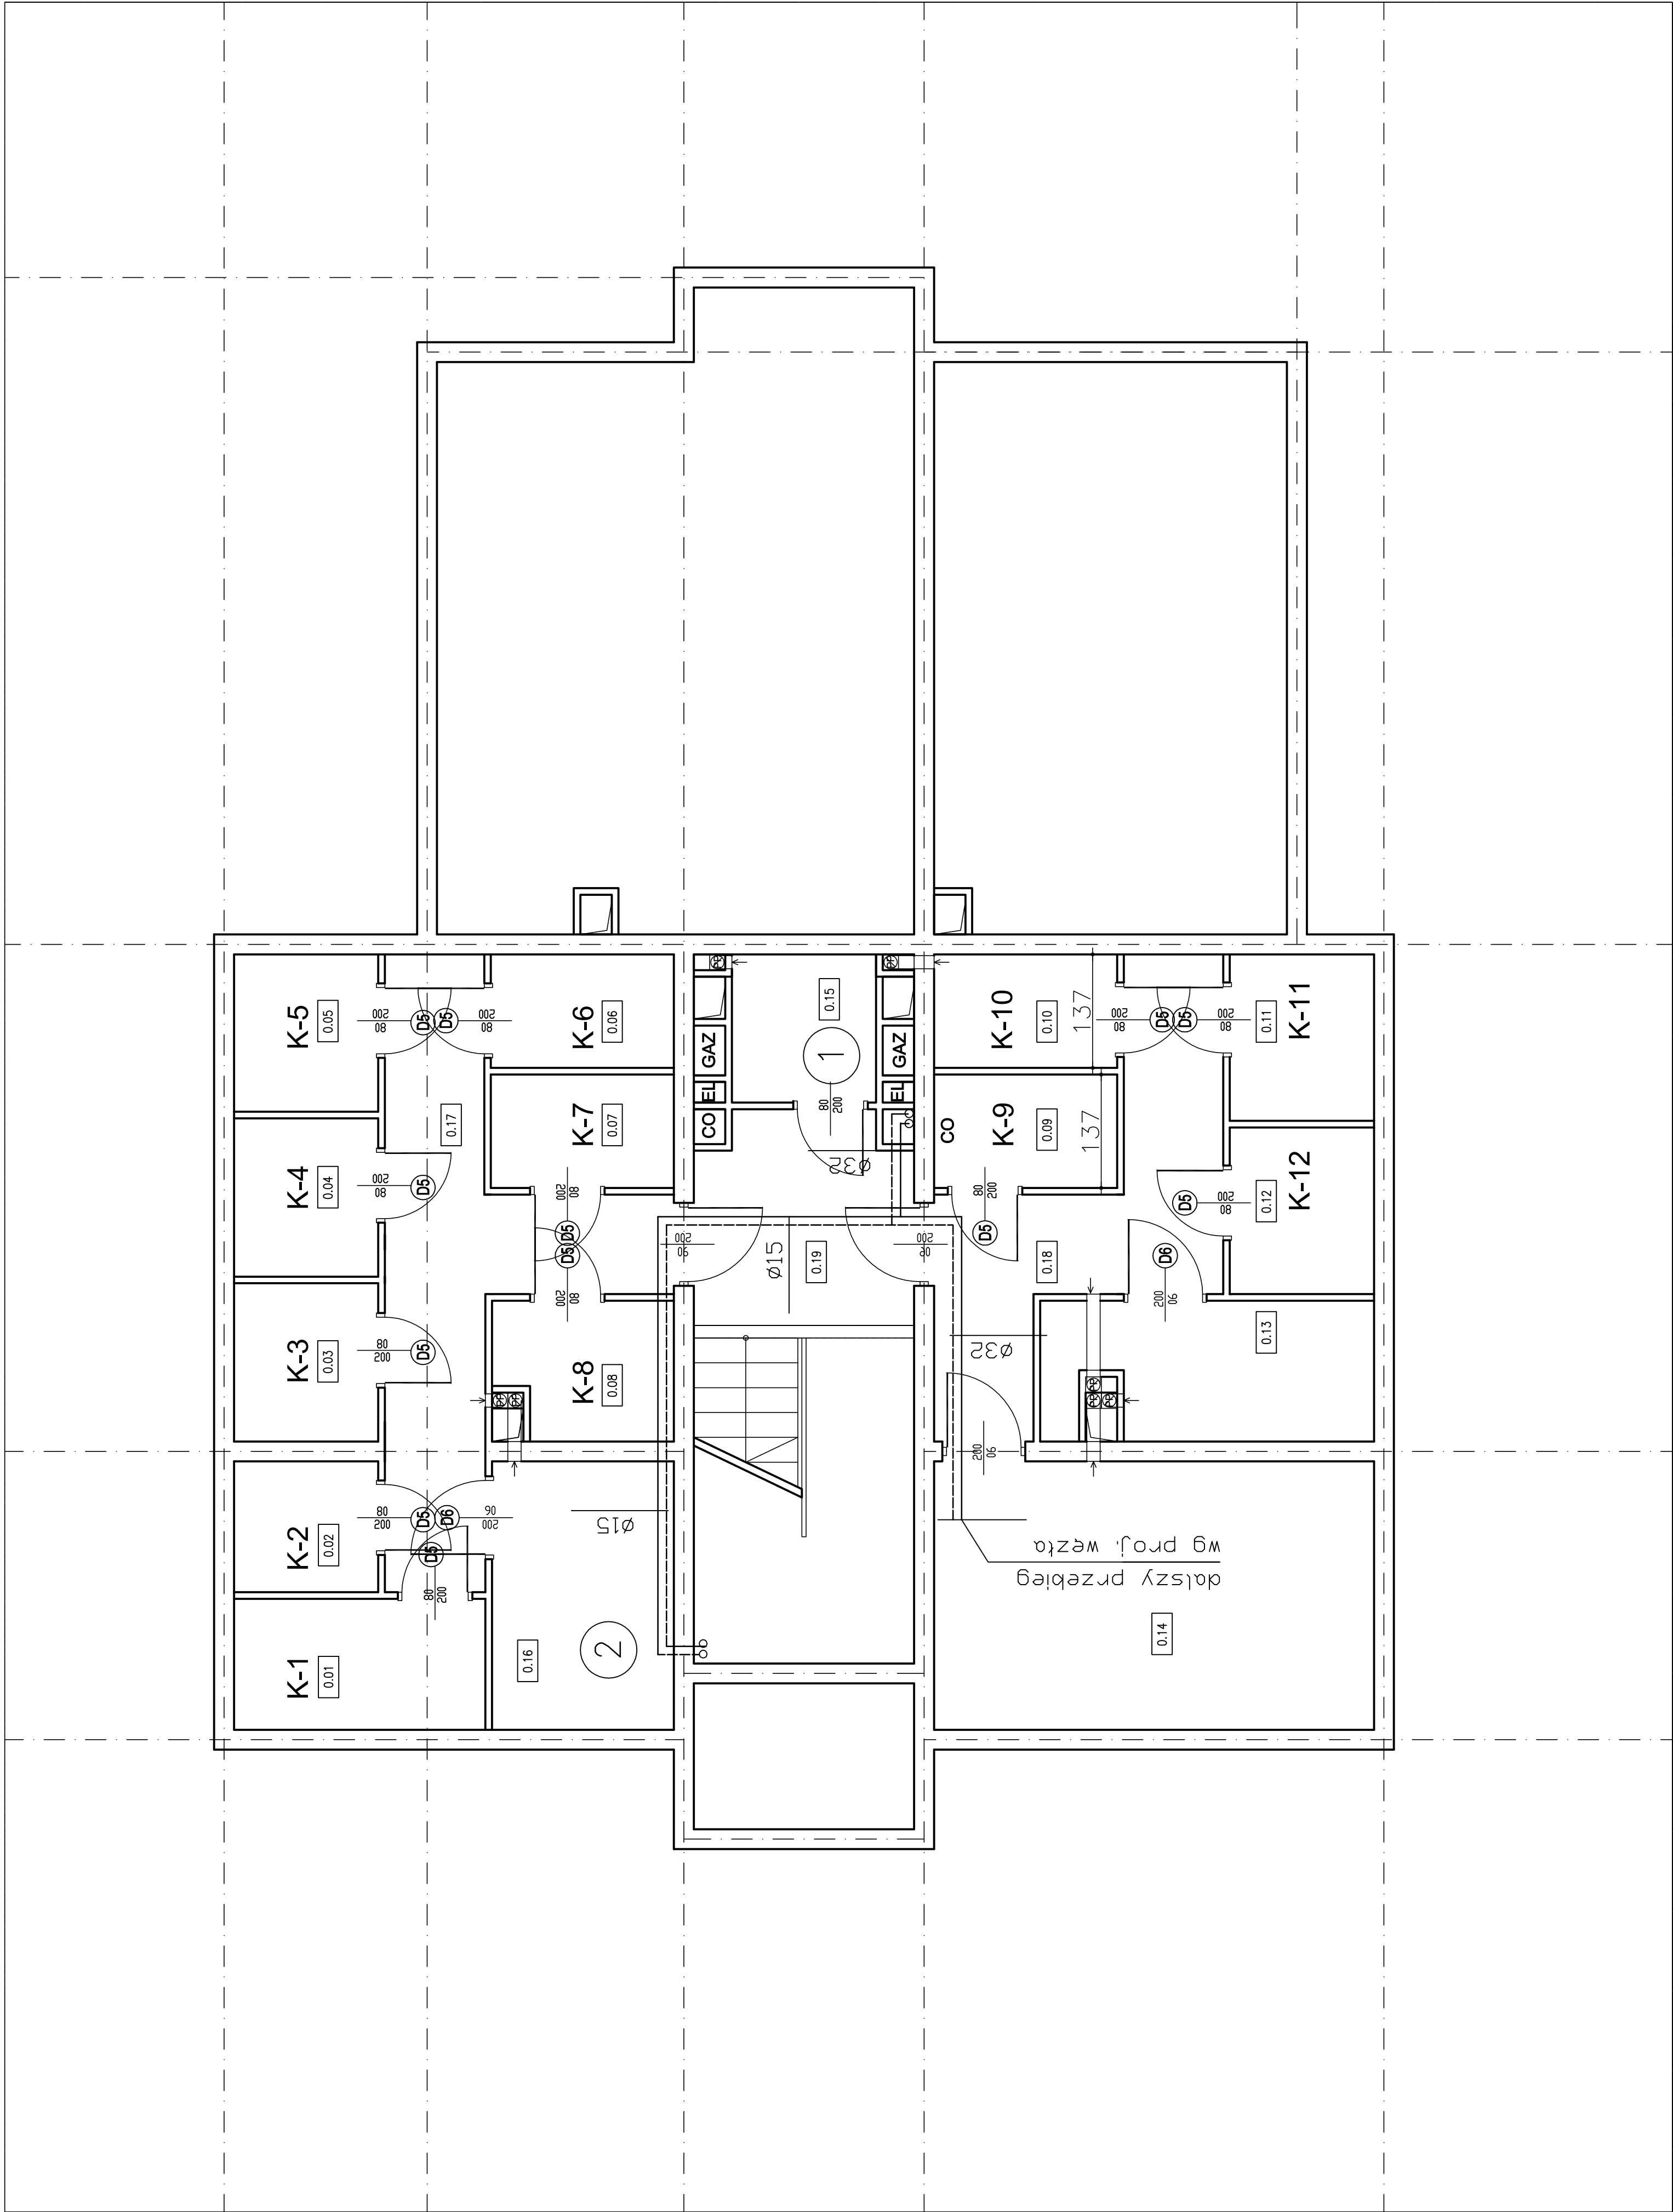 K-5
0.05
200
80
D5
D5
200
80
K-6
0.06
K-4
0.04
200
80
D5
0.17
K-7
0.07
200
80
D5
D5
200
80
K-3
0.03
80
200
D5
K-8
0.08
K-2
0.02
80
200
D5
D6
90
200
D5
80
200
K-1
0.01
0.16
2
Ø15
GAZ
EL
CO
0.15
1
80
200
GAZ
EL
Ø32
200
90
Ø15
0.19
200
90
CO
K-10
0.10
137
K-9
0.09
137
80
200
D5
200
80
D5
D5
200
80
0.11
K-11
K-12
0.12
200
80
D5
0.18
D6
200
90
0.13
Ø32
200
90
dalszy przebieg
wg proj. węzła
0.14